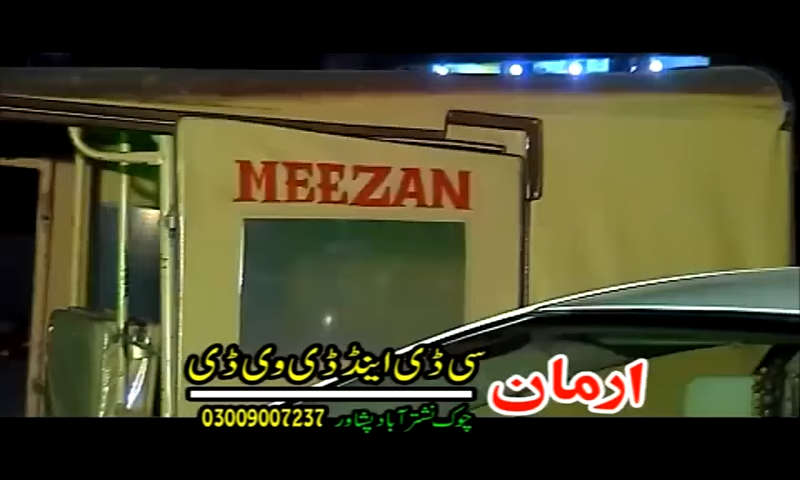 MEEZAN
سی ڈی اینڈ ڈی وی ڈی
ارمان
چوک نشتر آباد پشاور 03009007237